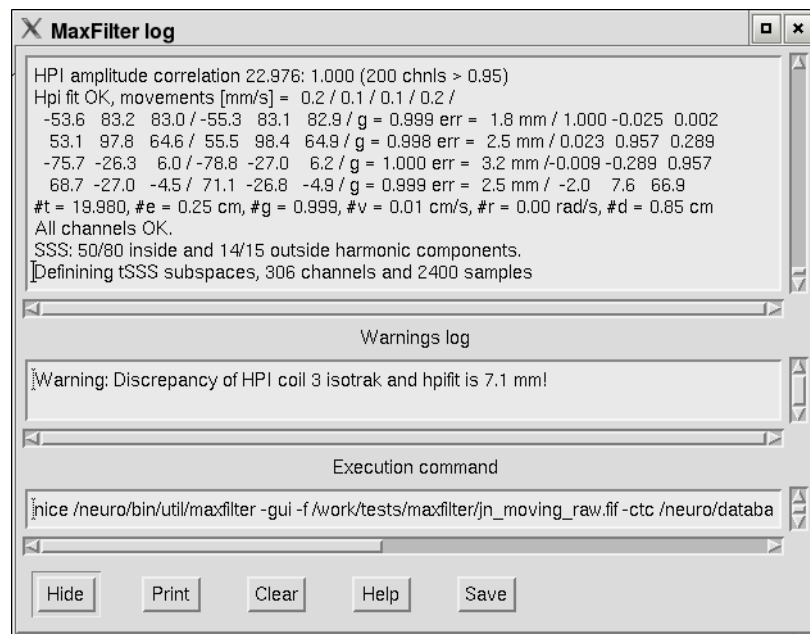 MaxFilter log
HPI amplitude correlation 22.976: 1.000 (200 chnls > 0.95)
Hpi fit OK, movements [mm/s] = 0.2 / 0.1 / 0.1 / 0.2 /
-53.6 83.2 83.0 / -55.3 83.1 82.9 / g = 0.999 err = 1.8 mm / 1.000 -0.025 0.002
53.1 97.8 64.6 / 55.5 98.4 64.9 / g = 0.998 err = 2.5 mm / 0.023 0.957 0.289
-75.7 -26.3 6.0 / -78.8 -27.0 6.2 / g = 1.000 err = 3.2 mm /-0.009 -0.289 0.957
68.7 -27.0 -4.5 / 71.1 -26.8 -4.9 / g = 0.999 err = 2.5 mm / -2.0 7.6 66.9
#t = 19.980, #e = 0.25 cm, #g = 0.999, #v = 0.01 cm/s, #r = 0.00 rad/s, #d = 0.85 cm
All channels OK.
SSS: 50/80 inside and 14/15 outside harmonic components.
Definining tSSS subspaces, 306 channels and 2400 samples
Warnings log
Warning: Discrepancy of HPI coil 3 isotrak and hpifit is 7.1 mm!
Execution command
nice /neuro/bin/util/maxfilter -gui -f /work/tests/maxfilter/jn_moving_raw.fif -ctc /neuro/databa
Hide Print Clear Help Save